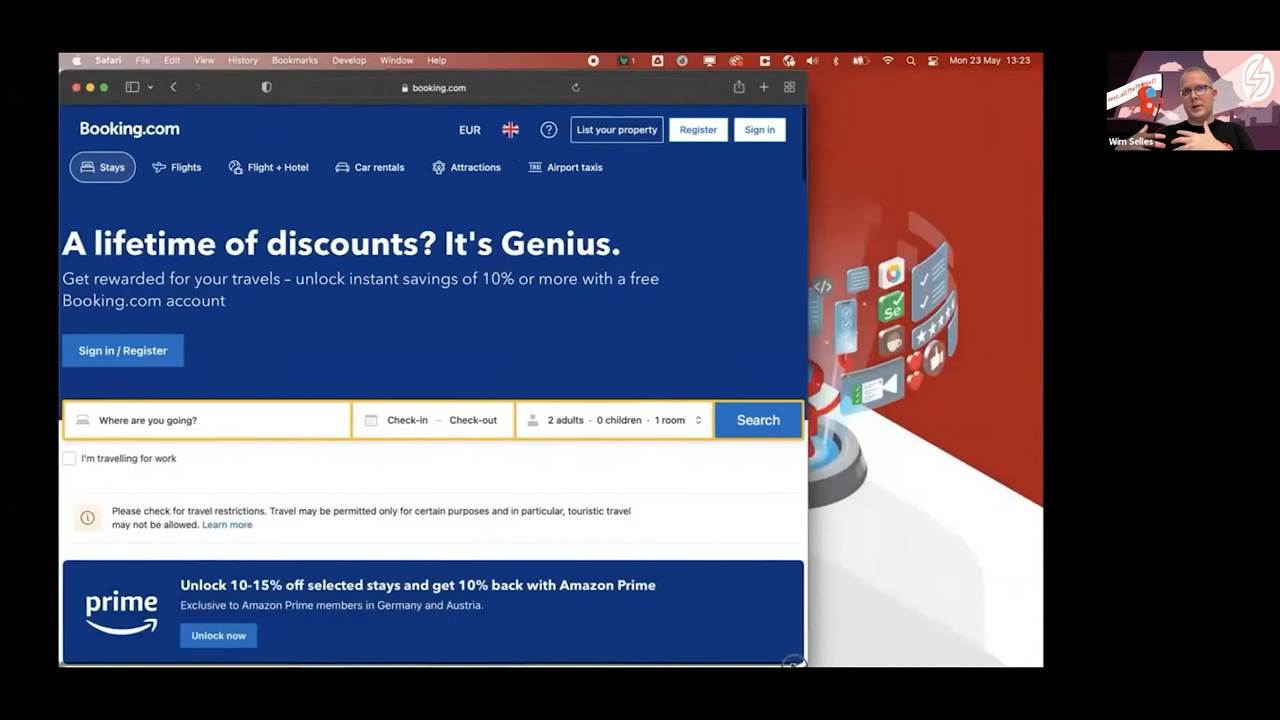 Safari File Edit View History Bookmarks Develop Window Help 1 Mon 23 May 13:23
booking.com
Booking.com EUR List your property Register Sign in
Stays Flights Flight + Hotel Car rentals Attractions Airport taxis
A lifetime of discounts? It's Genius.
Get rewarded for your travels – unlock instant savings of 10% or more with a free
Booking.com account
Sign in / Register
Where are you going? Check-in – Check-out 2 adults · 0 children · 1 room Search
I'm travelling for work
Please check for travel restrictions. Travel may be permitted only for certain purposes and in particular, touristic travel
may not be allowed. Learn more
prime
Unlock 10-15% off selected stays and get 10% back with Amazon Prime
Exclusive to Amazon Prime members in Germany and Austria.
Unlock now
</> 
Se
Wim Selles